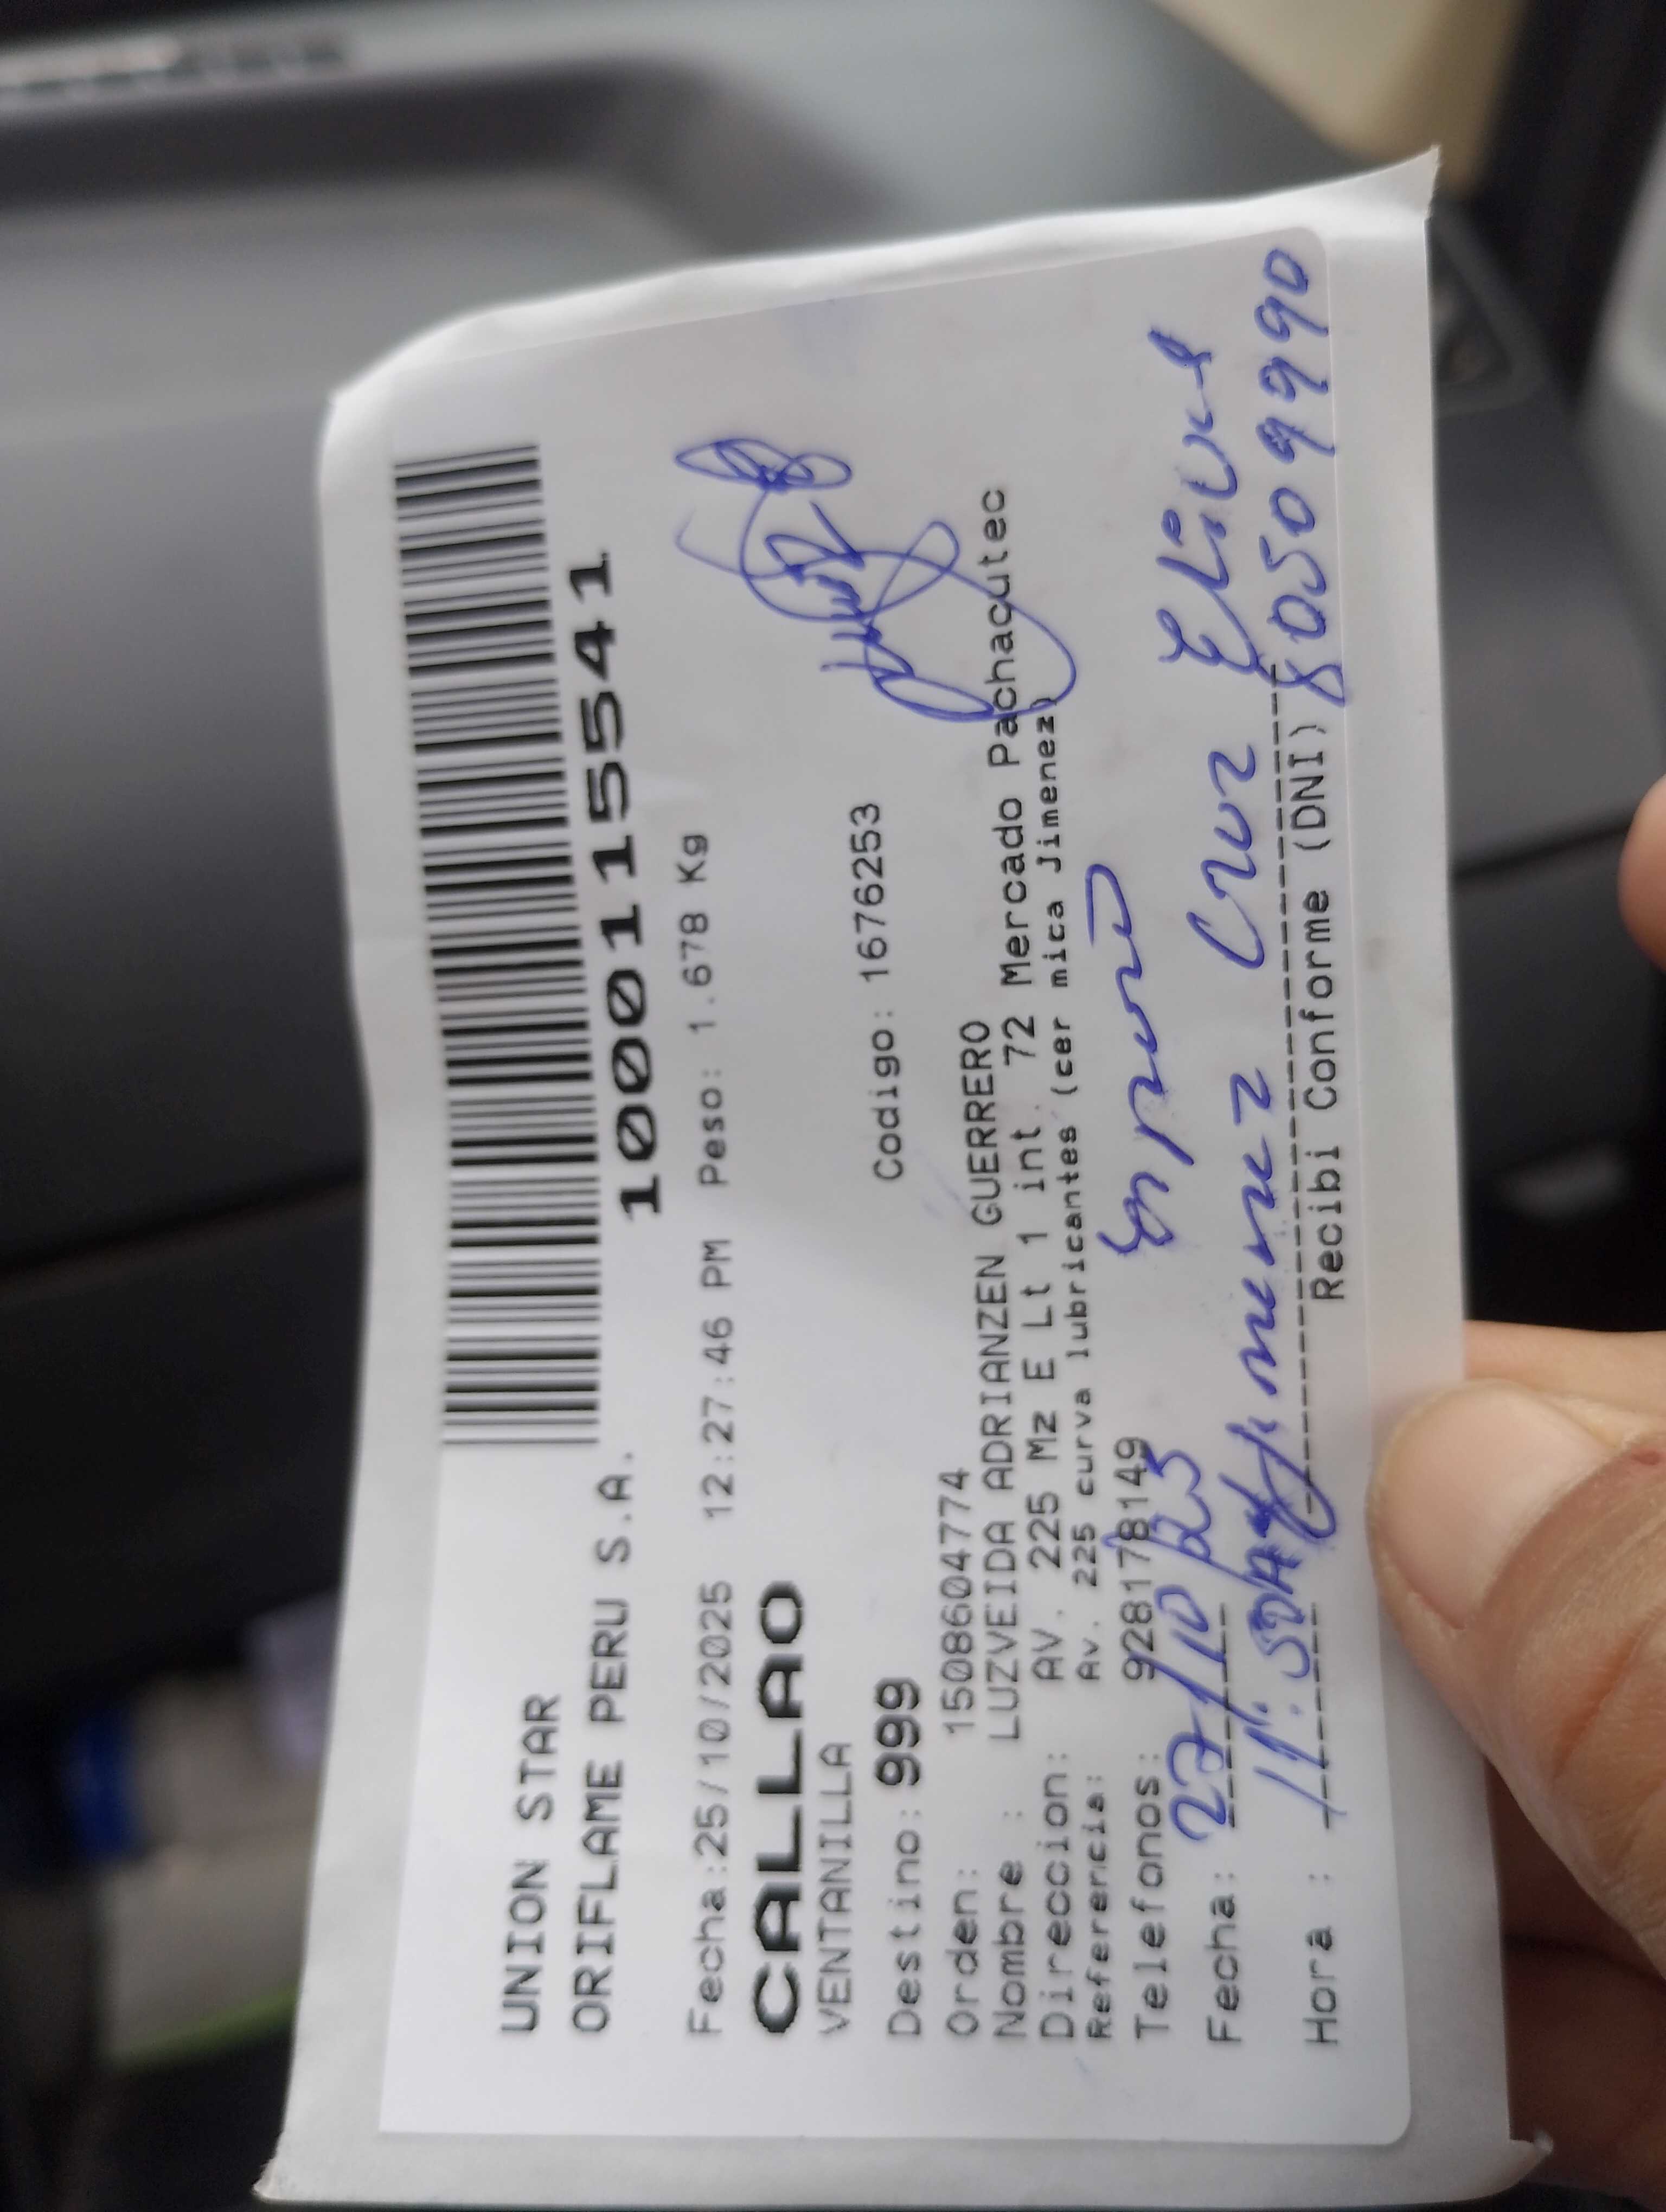 UNION STAR
ORIFLAME PERU S.A.
10001155541
Fecha:25/10/2025 12:27:46 PM Peso: 1.678 Kg
CALLAO
VENTANILLA
Destino: 999 Codigo: 1676253
Orden: 1508604774
Nombre : LUZVEIDA ADRIANZEN GUERRERO
Direccion: AV. 225 Mz E Lt 1 int. 72 Mercado Pachacutec
Referencia: Av. 225 curva lubricantes (cer mica Jimenez)
Telefonos: 928178149
Esposo
Fecha: 27/10/25
Jimenez Cruz Elivel
Hora : 11:50
Recibi Conforme (DNI) 80509990